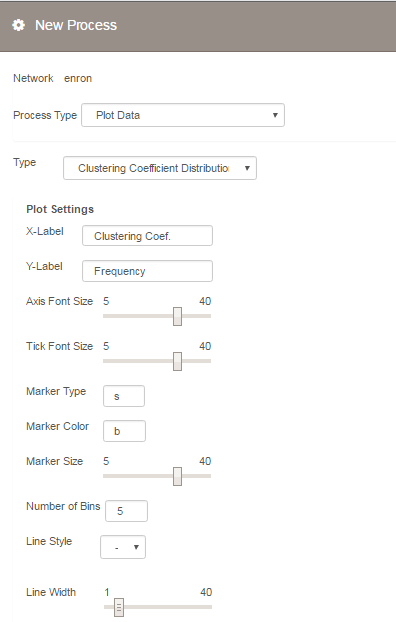 New Process
Network enron
Process Type Plot Data
Type Clustering Coefficient Distributio
Plot Settings
X-Label Clustering Coef.
Y-Label Frequency
Axis Font Size 5 40
Tick Font Size 5 40
Marker Type s
Marker Color b
Marker Size 5 40
Number of Bins 5
Line Style -
Line Width 1 40